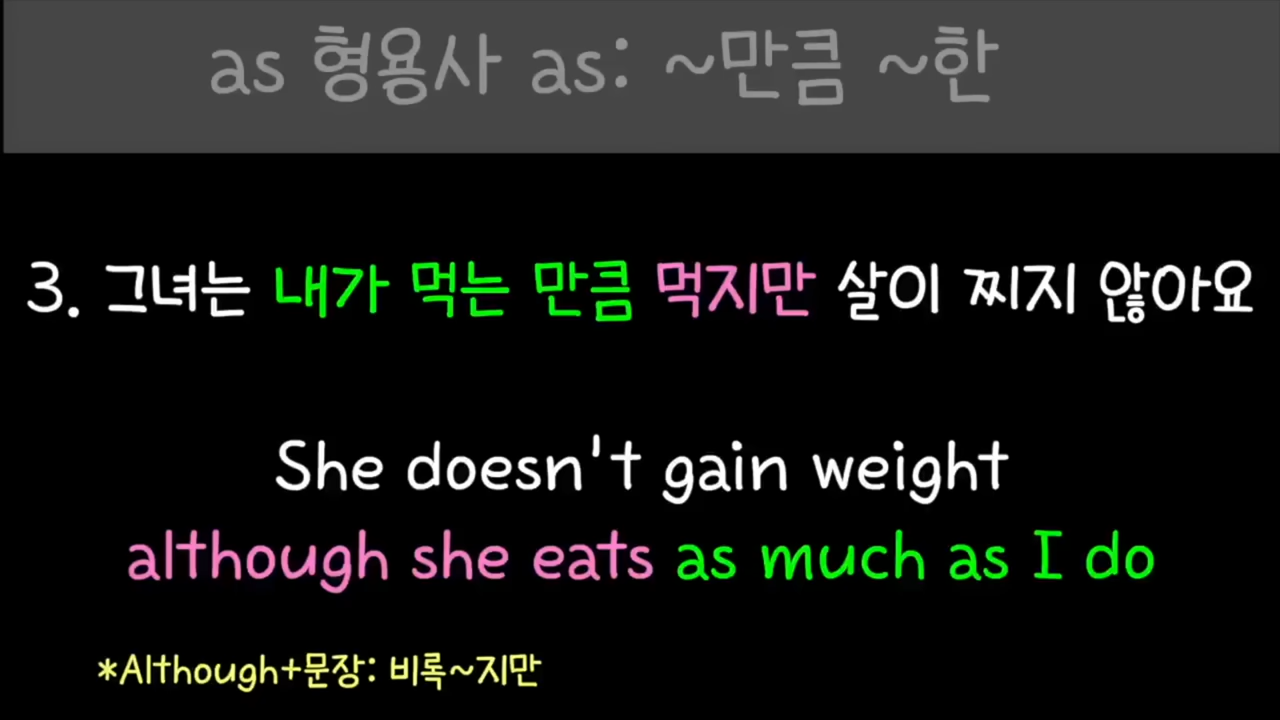 as 형용사 as: ~만큼 ~한
3. 그녀는 내가 먹는 만큼 먹지만 살이 찌지 않아요
She doesn't gain weight
although she eats as much as I do
*Although+문장: 비록~지만